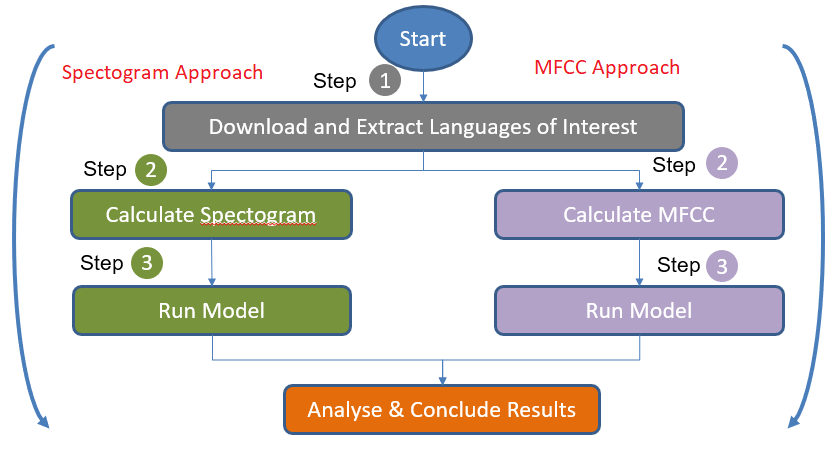 Start
Spectogram Approach
MFCC Approach
Step 1
Download and Extract Languages of Interest
Step 2
Step 2
Calculate Spectogram
Calculate MFCC
Step 3
Step 3
Run Model
Run Model
Analyse & Conclude Results